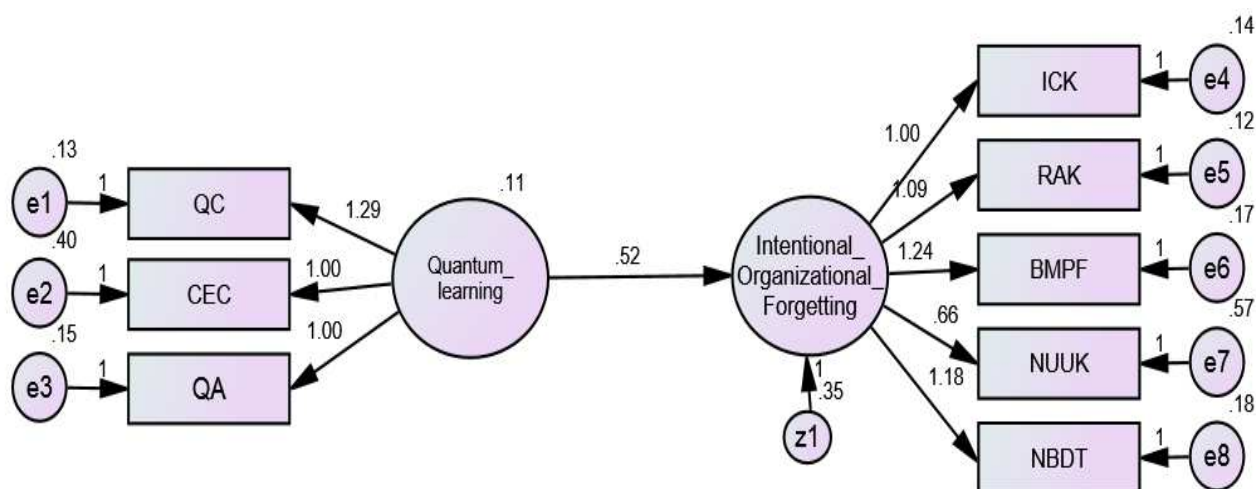 .14
1
e4
ICK
.13
1
e1
QC
1.29
.11
1.00
.12
1
e5
RAK
1.09
.40
1
e2
CEC
1.00
Quantum_
learning
.52
Intentional_
Organizational_
Forgetting
1.24
.17
1
e6
BMPF
.15
1
e3
QA
1.00
.66
.57
1
e7
NUUK
1
.35
z1
1.18
.18
1
e8
NBDT